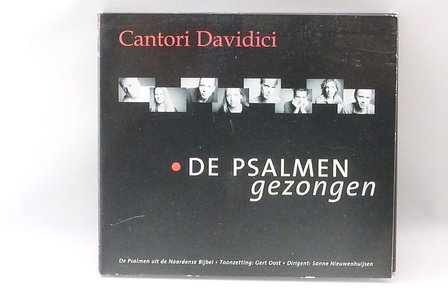 Cantori Davidici
• DE PSALMEN
gezongen
De Psalmen uit de Naardense Bijbel • Toonzetting: Gert Oost • Dirigent: Sanne Nieuwenhuijsen